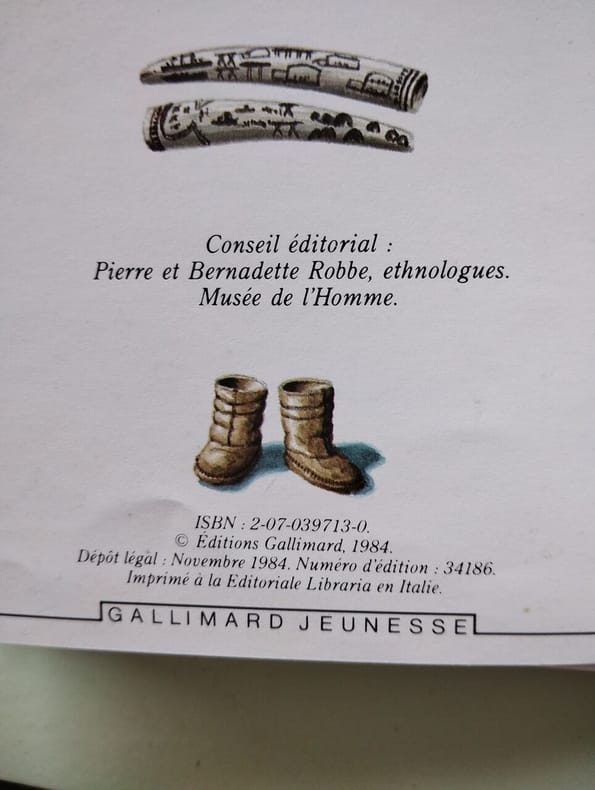 Conseil éditorial :
Pierre et Bernadette Robbe, ethnologues.
Musée de l'Homme.
ISBN : 2-07-039713-0.
© Éditions Gallimard, 1984.
Dépôt légal : Novembre 1984. Numéro d'édition : 34186.
Imprimé à la Editoriale Libraria en Italie.
GALLIMARD JEUNESSE